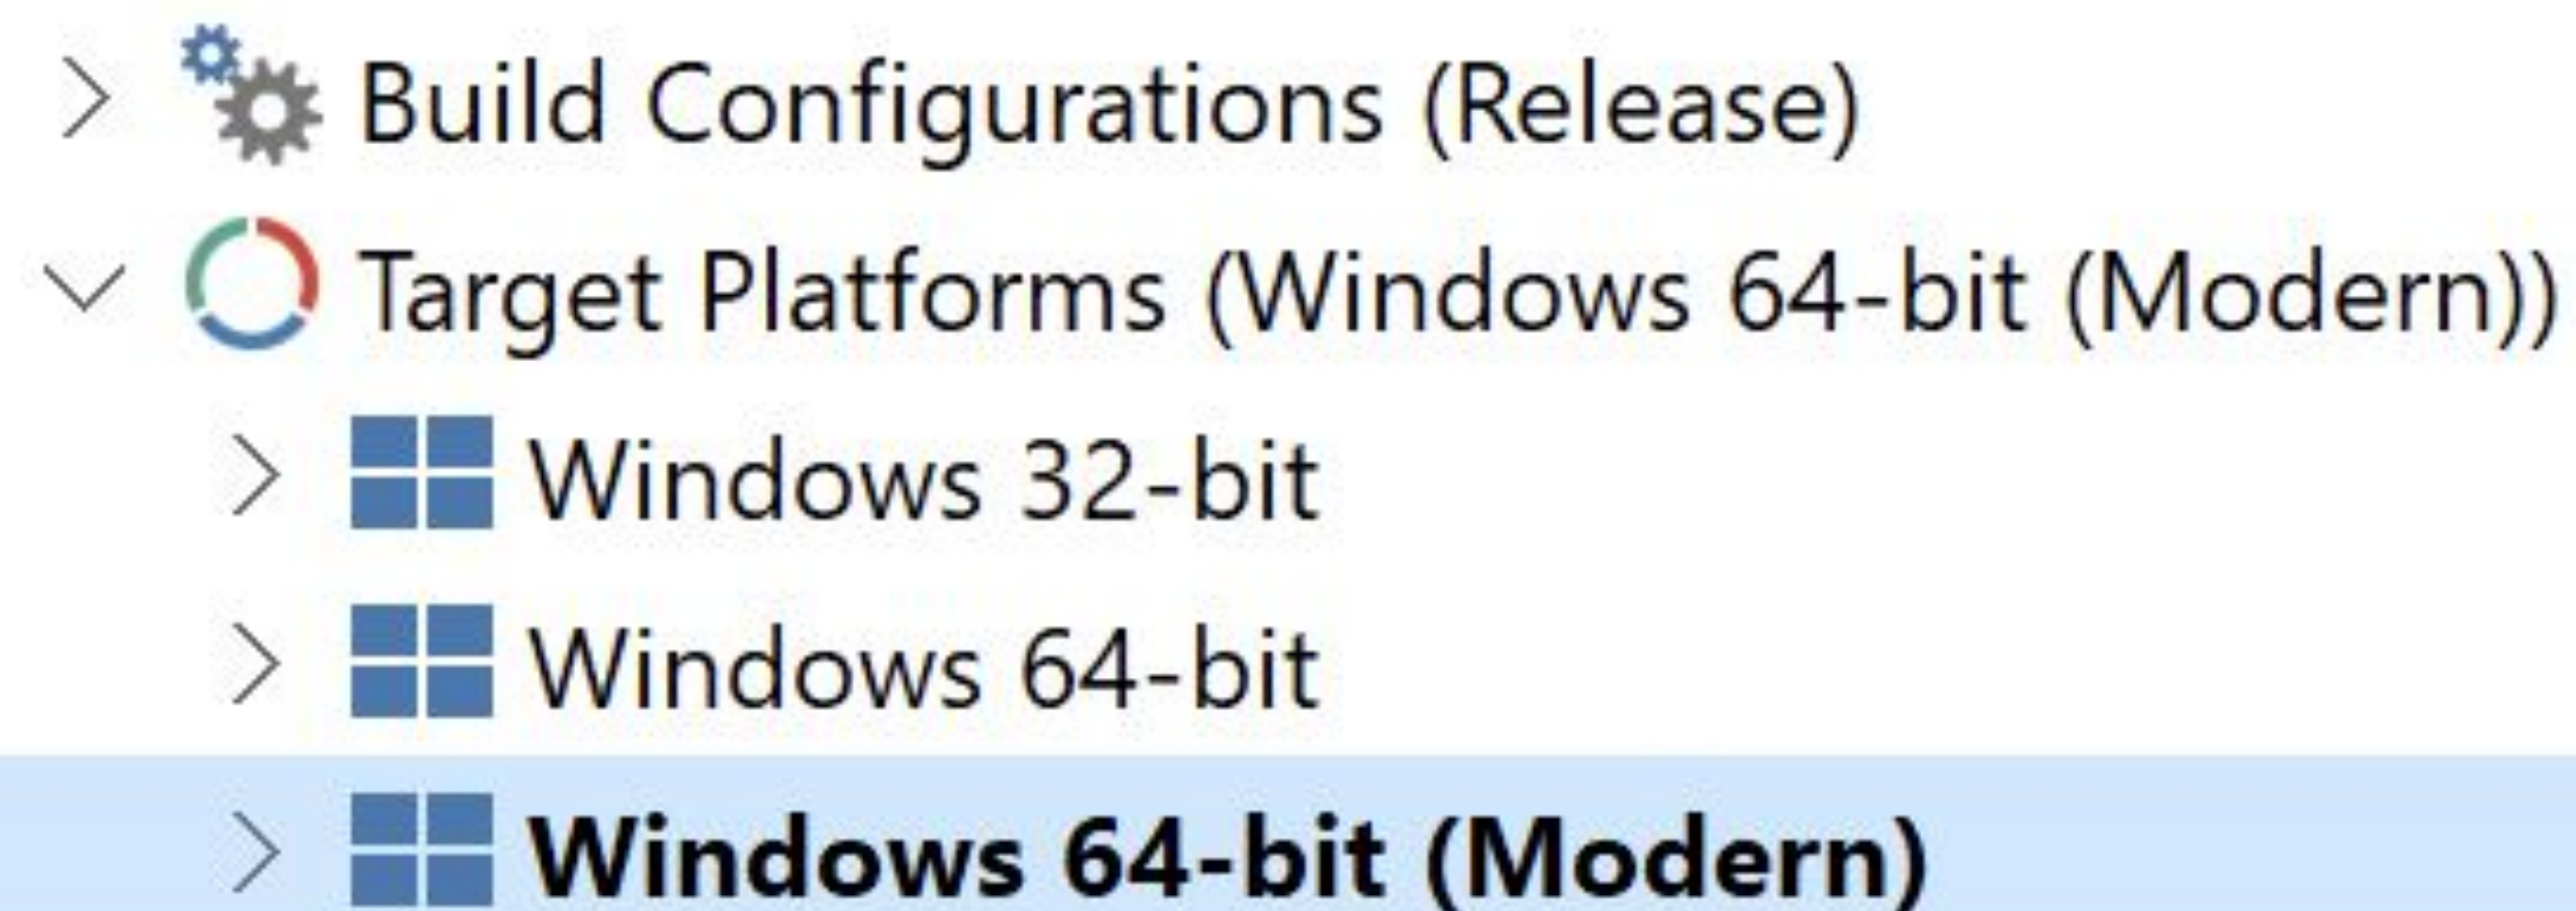 Build Configurations (Release)
Target Platforms (Windows 64-bit (Modern))
Windows 32-bit
Windows 64-bit
Windows 64-bit (Modern)